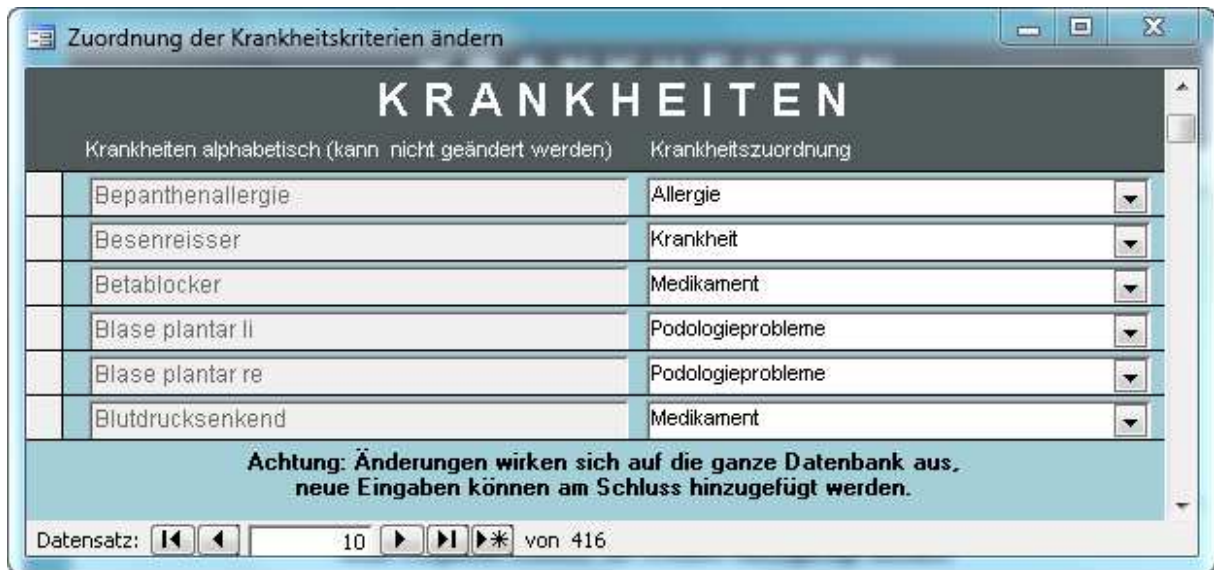 Zuordnung der Krankheitskriterien ändern
KRANKHEITEN
Krankheiten alphabetisch (kann nicht geändert werden) Krankheitszuordnung
Bepanthenallergie Allergie
Besenreisser Krankheit
Betablocker Medikament
Blase plantar li Podologieprobleme
Blase plantar re Podologieprobleme
Blutdrucksenkend Medikament
Achtung: Änderungen wirken sich auf die ganze Datenbank aus,
neue Eingaben können am Schluss hinzugefügt werden.
Datensatz: 10 von 416